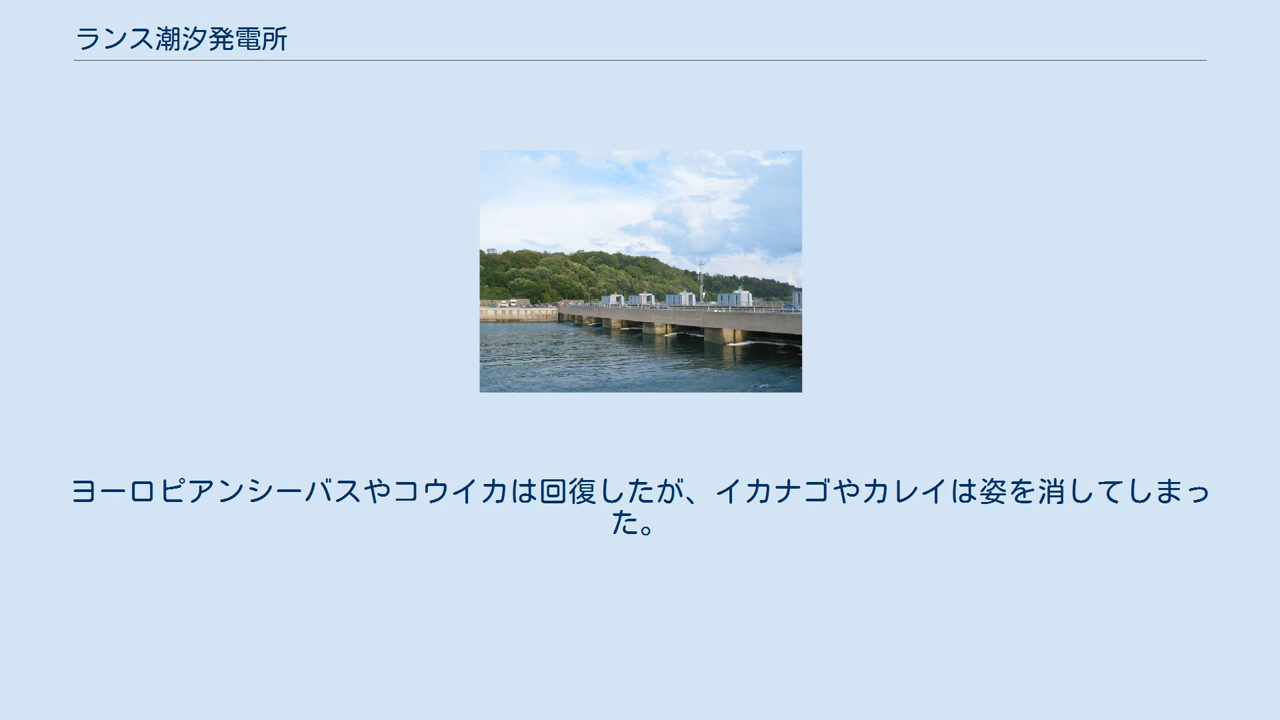 ランス潮汐発電所
ヨーロピアンシーバスやコウイカは回復したが、イカナゴやカレイは姿を消してしまっ
た。